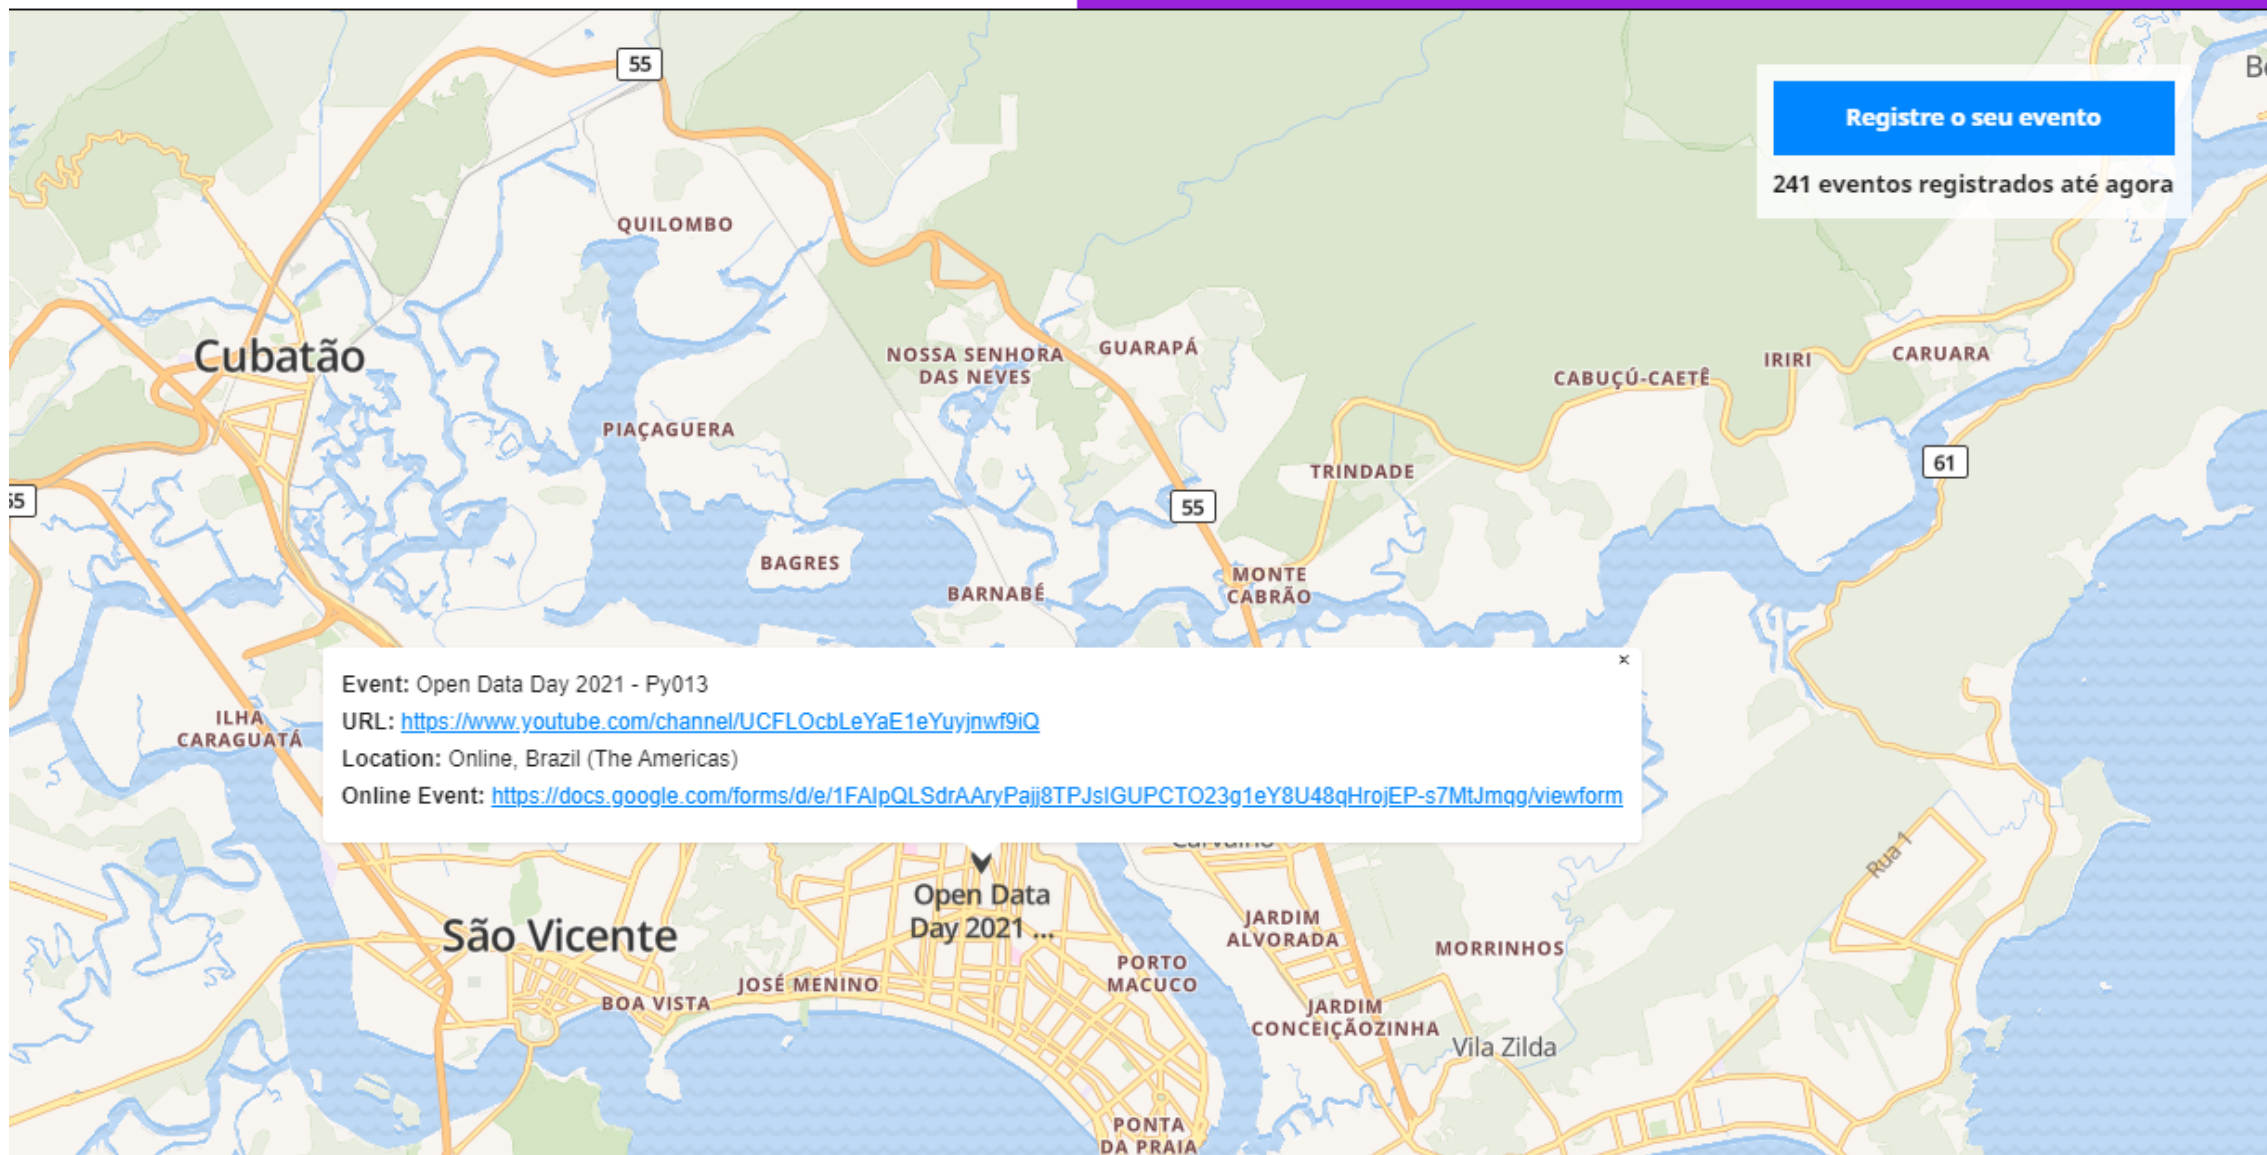 55
Bo
Registre o seu evento
241 eventos registrados até agora
QUILOMBO
Cubatão
NOSSA SENHORA
DAS NEVES
GUARAPÁ
IRIRI
CARUARA
CABUÇÚ-CAETÊ
PIAÇAGUERA
TRINDADE
61
55
55
BAGRES
BARNABÉ
MONTE
CABRÃO
×
Event: Open Data Day 2021 - Py013
URL: https://www.youtube.com/channel/UCFLOcbLeYaE1eYuyjnwf9iQ
Location: Online, Brazil (The Americas)
Online Event: https://docs.google.com/forms/d/e/1FAIpQLSdrAAryPajj8TPJsIGUPCTO23g1eY8U48qHrojEP-s7MtJmqg/viewform
ILHA
CARAGUATÁ
Carvalho
Rua 1
Open Data
Day 2021 ...
São Vicente
JARDIM
ALVORADA
MORRINHOS
PORTO
MACUCO
JOSÉ MENINO
BOA VISTA
JARDIM
CONCEIÇÃOZINHA
Vila Zilda
PONTA
DA PRAIA